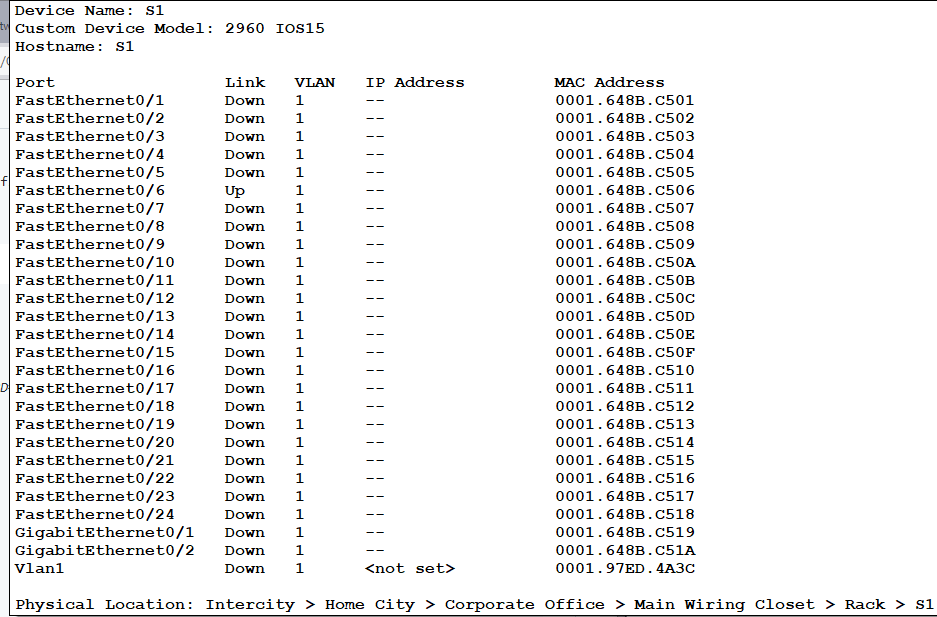 Device Name: S1
Custom Device Model: 2960 IOS15
Hostname: S1
Port Link VLAN IP Address MAC Address
FastEthernet0/1 Down 1 -- 0001.648B.C501
FastEthernet0/2 Down 1 -- 0001.648B.C502
FastEthernet0/3 Down 1 -- 0001.648B.C503
FastEthernet0/4 Down 1 -- 0001.648B.C504
FastEthernet0/5 Down 1 -- 0001.648B.C505
FastEthernet0/6 Up 1 -- 0001.648B.C506
FastEthernet0/7 Down 1 -- 0001.648B.C507
FastEthernet0/8 Down 1 -- 0001.648B.C508
FastEthernet0/9 Down 1 -- 0001.648B.C509
FastEthernet0/10 Down 1 -- 0001.648B.C50A
FastEthernet0/11 Down 1 -- 0001.648B.C50B
FastEthernet0/12 Down 1 -- 0001.648B.C50C
FastEthernet0/13 Down 1 -- 0001.648B.C50D
FastEthernet0/14 Down 1 -- 0001.648B.C50E
FastEthernet0/15 Down 1 -- 0001.648B.C50F
FastEthernet0/16 Down 1 -- 0001.648B.C510
FastEthernet0/17 Down 1 -- 0001.648B.C511
FastEthernet0/18 Down 1 -- 0001.648B.C512
FastEthernet0/19 Down 1 -- 0001.648B.C513
FastEthernet0/20 Down 1 -- 0001.648B.C514
FastEthernet0/21 Down 1 -- 0001.648B.C515
FastEthernet0/22 Down 1 -- 0001.648B.C516
FastEthernet0/23 Down 1 -- 0001.648B.C517
FastEthernet0/24 Down 1 -- 0001.648B.C518
GigabitEthernet0/1 Down 1 -- 0001.648B.C519
GigabitEthernet0/2 Down 1 -- 0001.648B.C51A
Vlan1 Down 1 <not set> 0001.97ED.4A3C
Physical Location: Intercity > Home City > Corporate Office > Main Wiring Closet > Rack > S1